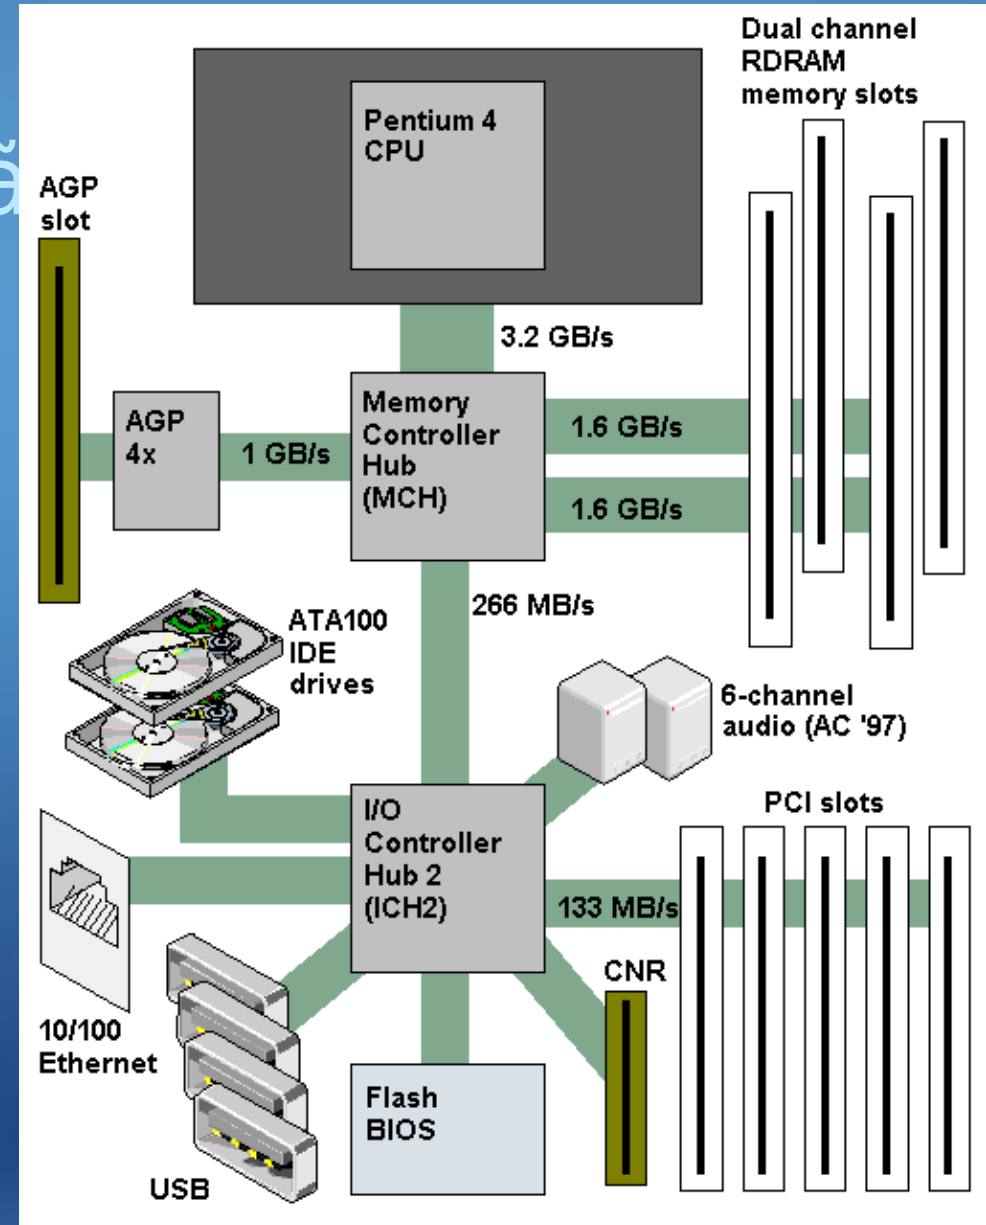 Dual channel
RDRAM
memory slots
Pentium 4
CPU
AGP
slot
3.2 GB/s
AGP
4x
1 GB/s
Memory
Controller
Hub
(MCH)
1.6 GB/s
1.6 GB/s
266 MB/s
ATA100
IDE
drives
6-channel
audio (AC '97)
I/O
Controller
Hub 2
(ICH2)
PCI slots
133 MB/s
CNR
10/100
Ethernet
Flash
BIOS
USB